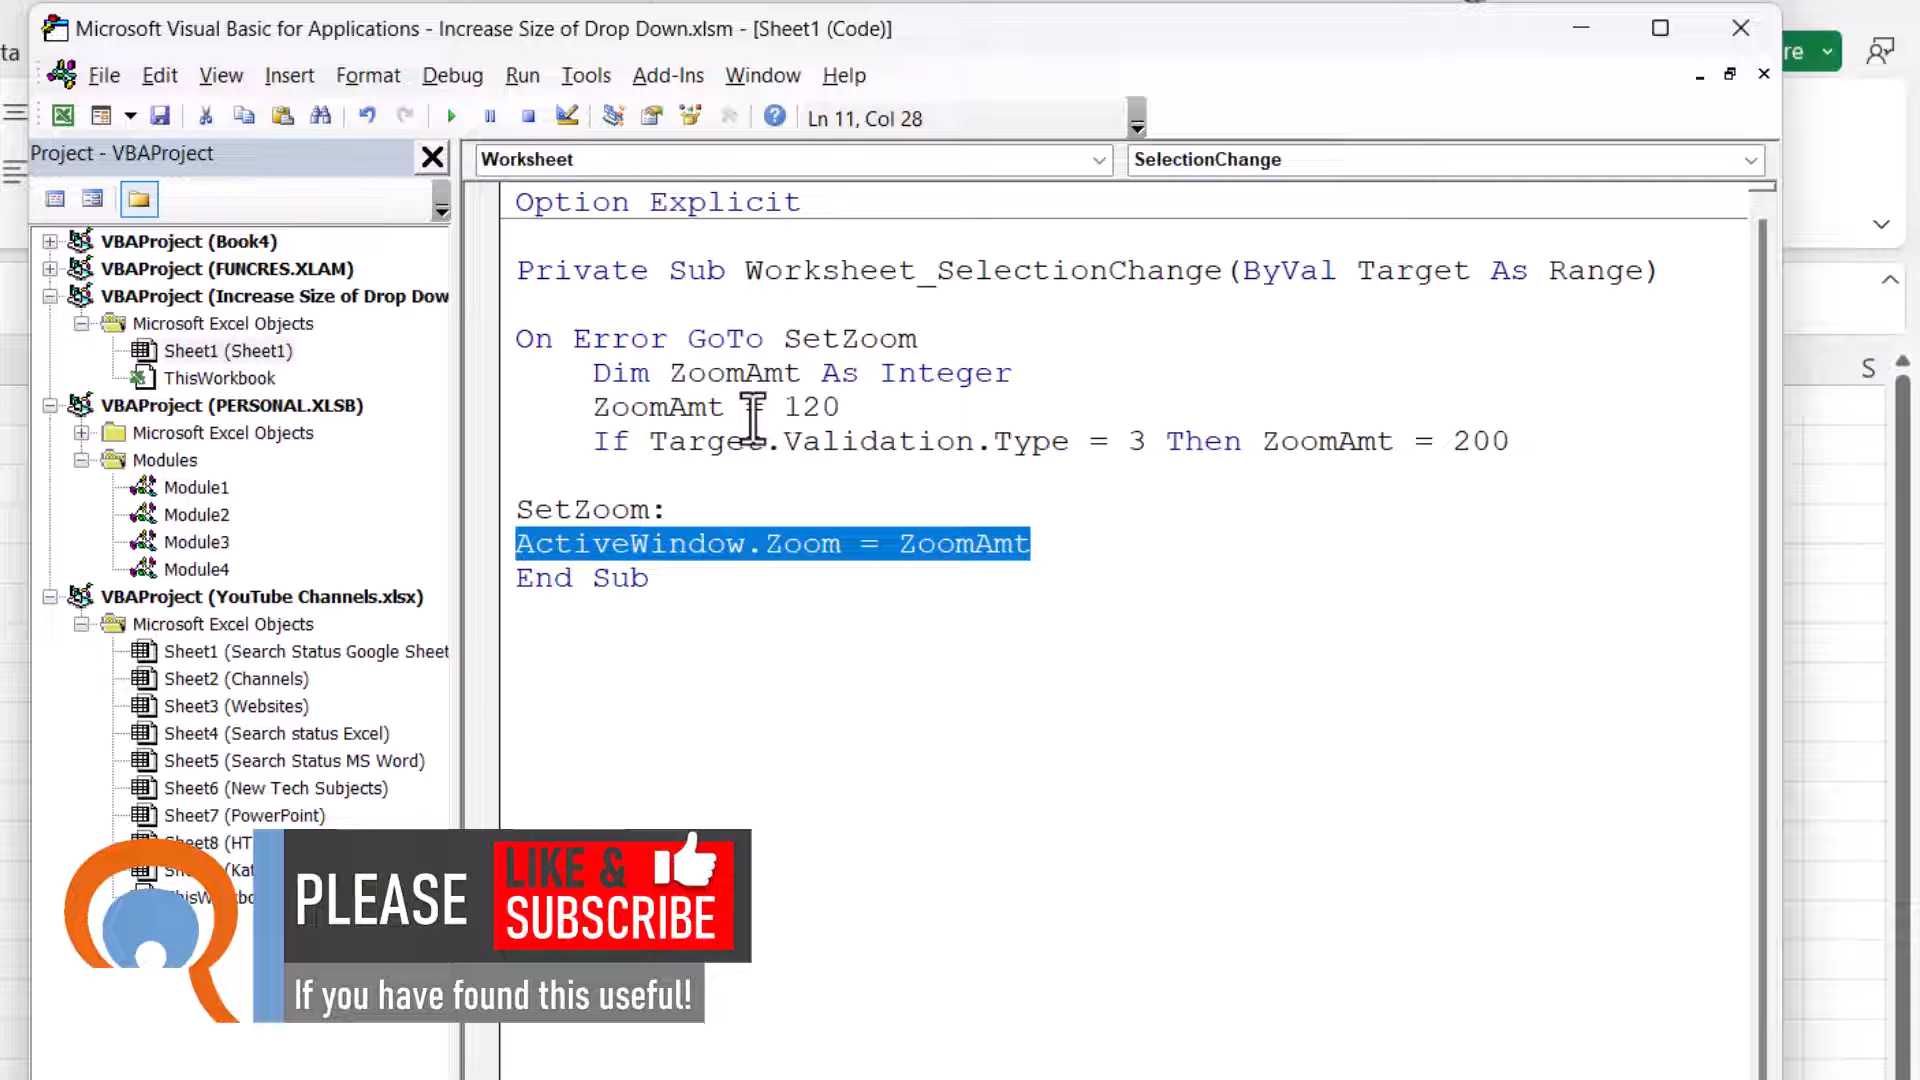 Microsoft Visual Basic for Applications - Increase Size of Drop Down.xlsm - [Sheet1 (Code)]
ta
re
File Edit View Insert Format Debug Run Tools Add-Ins Window Help
Ln 11, Col 28
Project - VBAProject
Worksheet
SelectionChange
VBAProject (Book4)
VBAProject (FUNCRES.XLAM)
VBAProject (Increase Size of Drop Dow
Microsoft Excel Objects
Sheet1 (Sheet1)
ThisWorkbook
VBAProject (PERSONAL.XLSB)
Microsoft Excel Objects
Modules
Module1
Module2
Module3
Module4
VBAProject (YouTube Channels.xlsx)
Microsoft Excel Objects
Sheet1 (Search Status Google Sheet
Sheet2 (Channels)
Sheet3 (Websites)
Sheet4 (Search status Excel)
Sheet5 (Search Status MS Word)
Sheet6 (New Tech Subjects)
Sheet7 (PowerPoint)
Sheet8 (HT
Option Explicit
Private Sub Worksheet_SelectionChange(ByVal Target As Range)
On Error GoTo SetZoom
Dim ZoomAmt As Integer
ZoomAmt = 120
If Target.Validation.Type = 3 Then ZoomAmt = 200
SetZoom:
ActiveWindow.Zoom = ZoomAmt
End Sub
S
PLEASE
LIKE &
SUBSCRIBE
If you have found this useful!